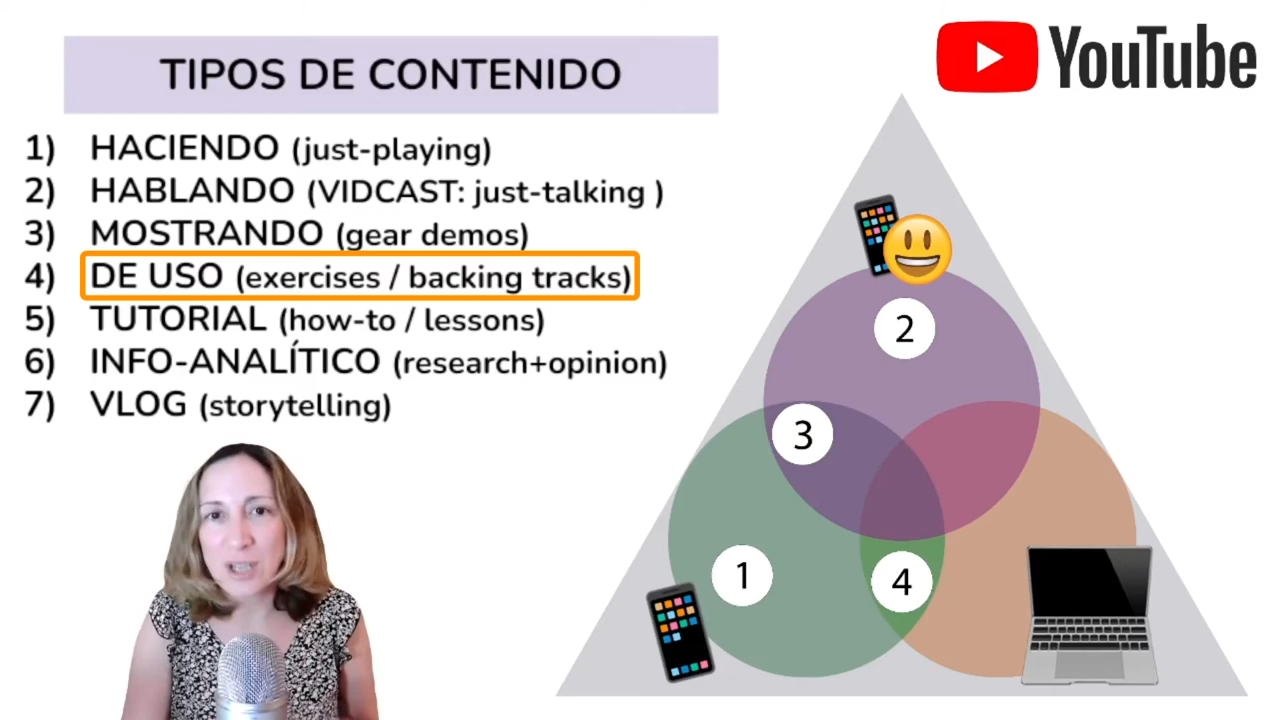 TIPOS DE CONTENIDO
YouTube
1) HACIENDO (just-playing)
2) HABLANDO (VIDCAST: just-talking )
3) MOSTRANDO (gear demos)
4) DE USO (exercises / backing tracks)
5) TUTORIAL (how-to / lessons)
6) INFO-ANALÍTICO (research+opinion)
7) VLOG (storytelling)
2
3
1
4